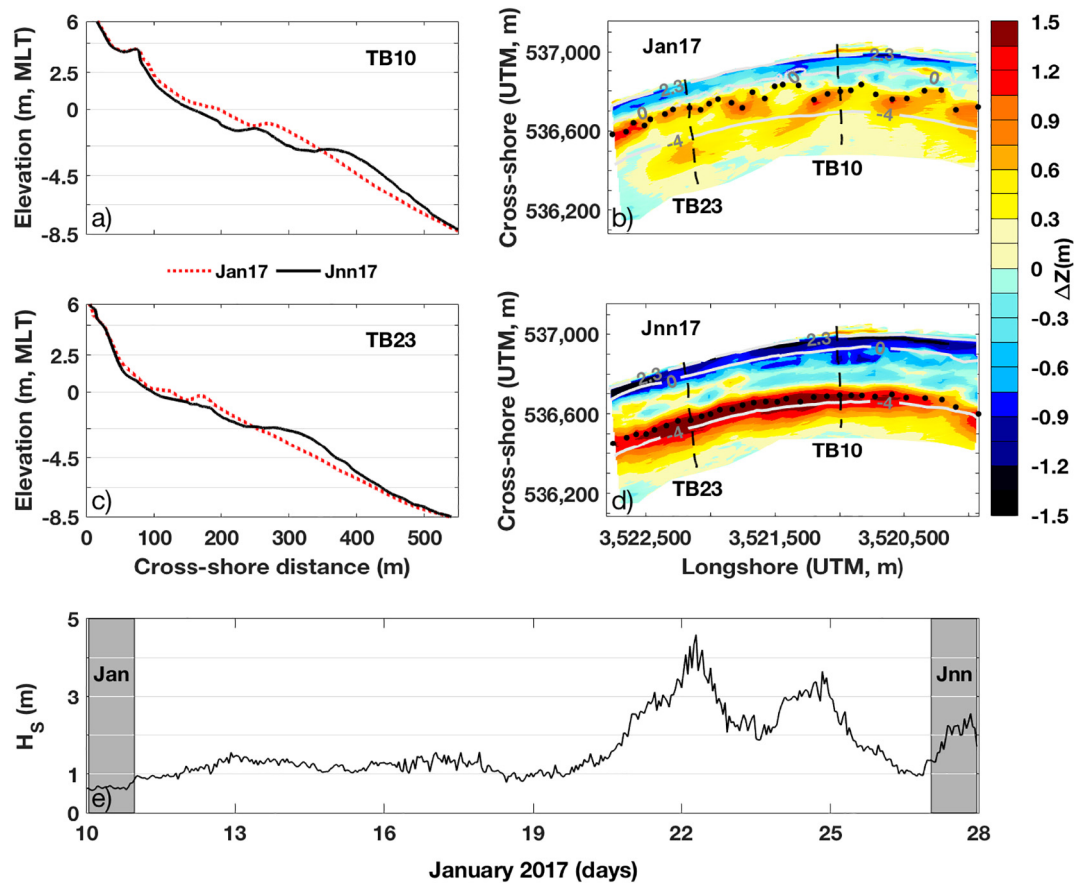 Elevation (m, MLT)
6
2.5
0
-4.5
-8.5
TB10
a)
Jan17
Jnn17
Elevation (m, MLT)
6
2.5
0
-4.5
-8.5
TB23
c)
0
100
200
300
400
500
Cross-shore distance (m)
Cross-shore (UTM, m)
537,000
536,600
536,200
Jan17
2.3
2.3
0
0
0
-4
-4
TB10
TB23
b)
Cross-shore (UTM, m)
537,000
536,600
536,200
Jnn17
2.3
2.3
0
0
-4
-4
TB10
TB23
d)
3,522,500
3,521,500
3,520,500
Longshore (UTM, m)
1.5
1.2
0.9
0.6
0.3
0
-0.3
-0.6
-0.9
-1.2
-1.5
ΔZ(m)
HS (m)
5
3
1
0
Jan
Jnn
e)
10
13
16
19
22
25
28
January 2017 (days)